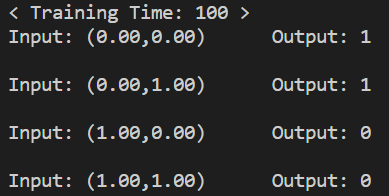 < Training Time: 100 >
Input: (0.00,0.00)      Output: 1
Input: (0.00,1.00)      Output: 1
Input: (1.00,0.00)      Output: 0
Input: (1.00,1.00)      Output: 0